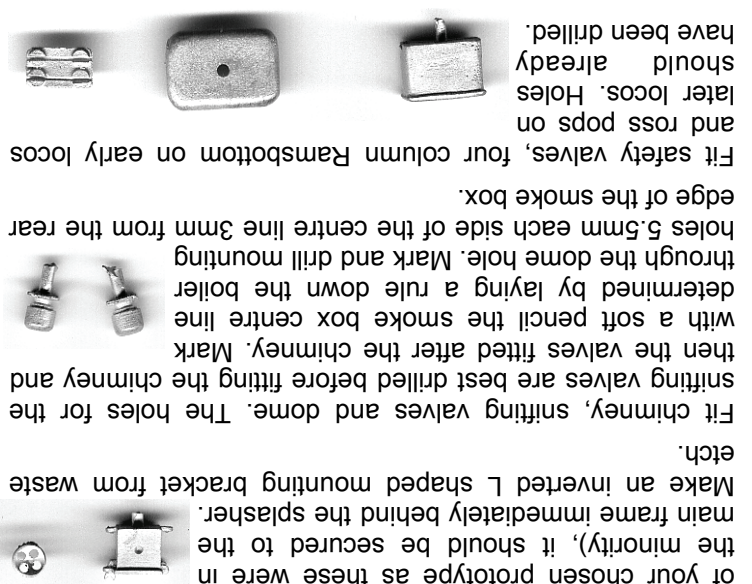 of your chosen prototype as these were in
the minority), it should be secured to the
main frame immediately behind the splasher.
Make an inverted L shaped mounting bracket from waste
etch.
Fit chimney, snifting valves and dome. The holes for the
snifting valves are best drilled before fitting the chimney and
then the valves fitted after the chimney. Mark
with a soft pencil the smoke box centre line
determined by laying a rule down the boiler
through the dome hole. Mark and drill mounting
holes 5.5mm each side of the centre line 3mm from the rear
edge of the smoke box.
Fit safety valves, four column Ramsbottom on early locos
and ross pops on
later locos. Holes
should already
have been drilled.